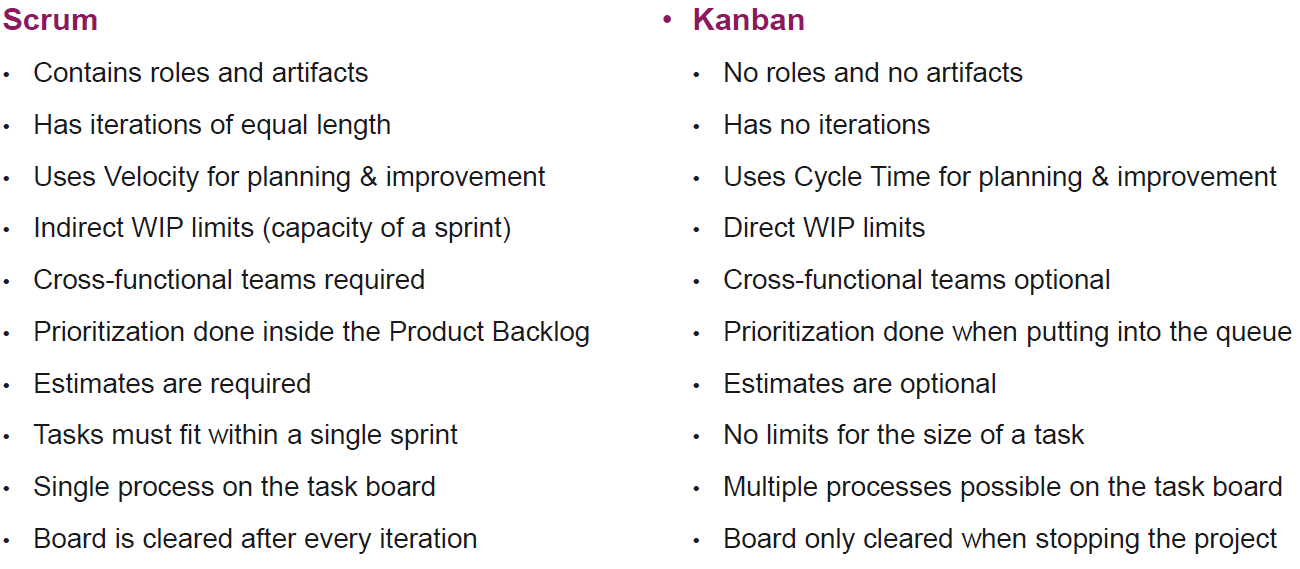 Scrum
• Contains roles and artifacts
• Has iterations of equal length
• Uses Velocity for planning & improvement
• Indirect WIP limits (capacity of a sprint)
• Cross-functional teams required
• Prioritization done inside the Product Backlog
• Estimates are required
• Tasks must fit within a single sprint
• Single process on the task board
• Board is cleared after every iteration
• Kanban
• No roles and no artifacts
• Has no iterations
• Uses Cycle Time for planning & improvement
• Direct WIP limits
• Cross-functional teams optional
• Prioritization done when putting into the queue
• Estimates are optional
• No limits for the size of a task
• Multiple processes possible on the task board
• Board only cleared when stopping the project